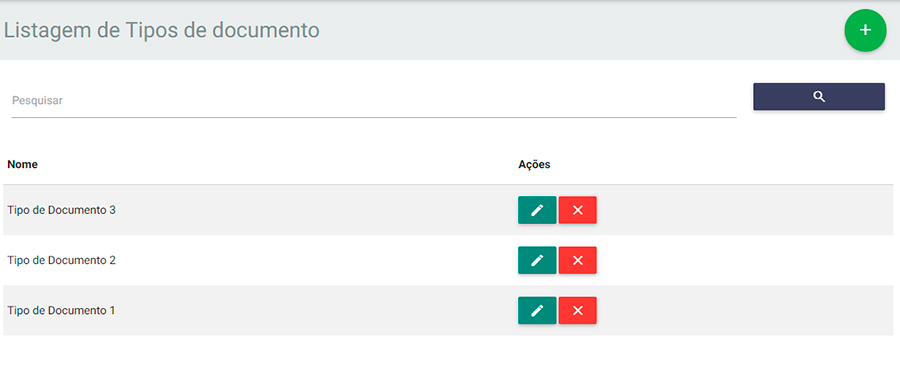 Listagem de Tipos de documento
Pesquisar
Nome Ações
Tipo de Documento 3
Tipo de Documento 2
Tipo de Documento 1